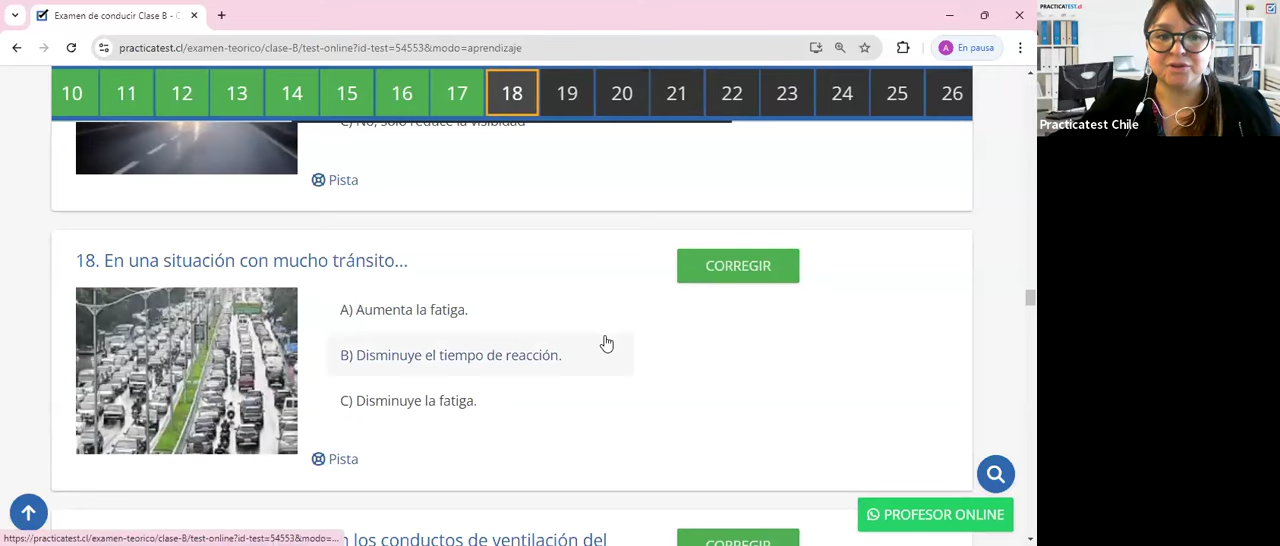 Examen de conducir Clase B - C
practicatest.cl/examen-teorico/clase-B/test-online?id-test=54553&modo=aprendizaje
A En pausa
PRACTICATEST.cl
Practicatest Chile
10 11 12 13 14 15 16 17 18 19 20 21 22 23 24 25 26
Pista
18. En una situación con mucho tránsito...
CORREGIR
A) Aumenta la fatiga.
B) Disminuye el tiempo de reacción.
C) Disminuye la fatiga.
Pista
PROFESOR ONLINE
n los conductos de ventilación del
CORREGIR
https://practicatest.cl/examen-teorico/clase-B/test-online?id-test=54553&modo=...